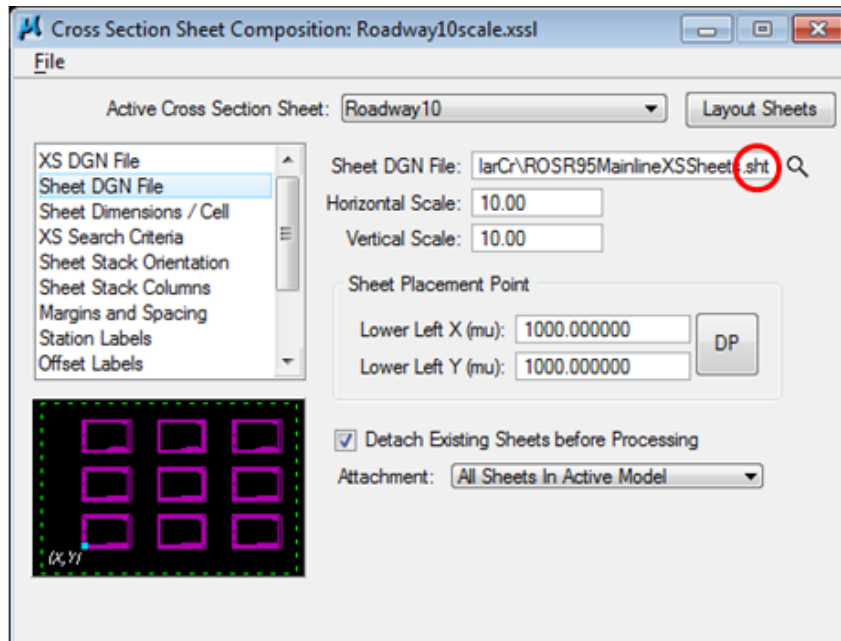 Cross Section Sheet Composition: Roadway10scale.xssl
File
Active Cross Section Sheet: Roadway10 Layout Sheets
XS DGN File
Sheet DGN File
Sheet Dimensions / Cell
XS Search Criteria
Sheet Stack Orientation
Sheet Stack Columns
Margins and Spacing
Station Labels
Offset Labels
Sheet DGN File: larCr\ROSR95MainlineXSSheets.sht
Horizontal Scale: 10.00
Vertical Scale: 10.00
Sheet Placement Point
Lower Left X (mu): 1000.000000
Lower Left Y (mu): 1000.000000
DP
Detach Existing Sheets before Processing
Attachment: All Sheets In Active Model
(X,Y)